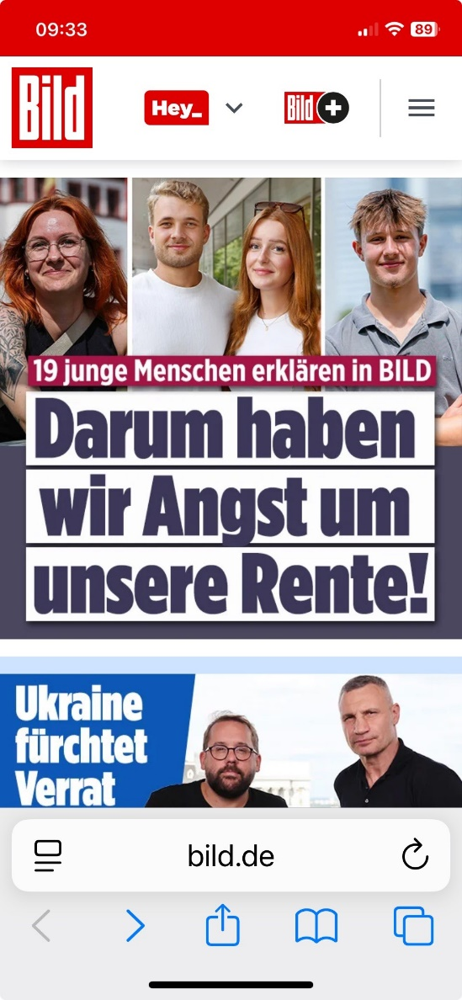 09:33
89
Bild
Hey_
Bild +
19 junge Menschen erklären in BILD
Darum haben
wir Angst um
unsere Rente!
Ukraine
fürchtet
Verrat
bild.de